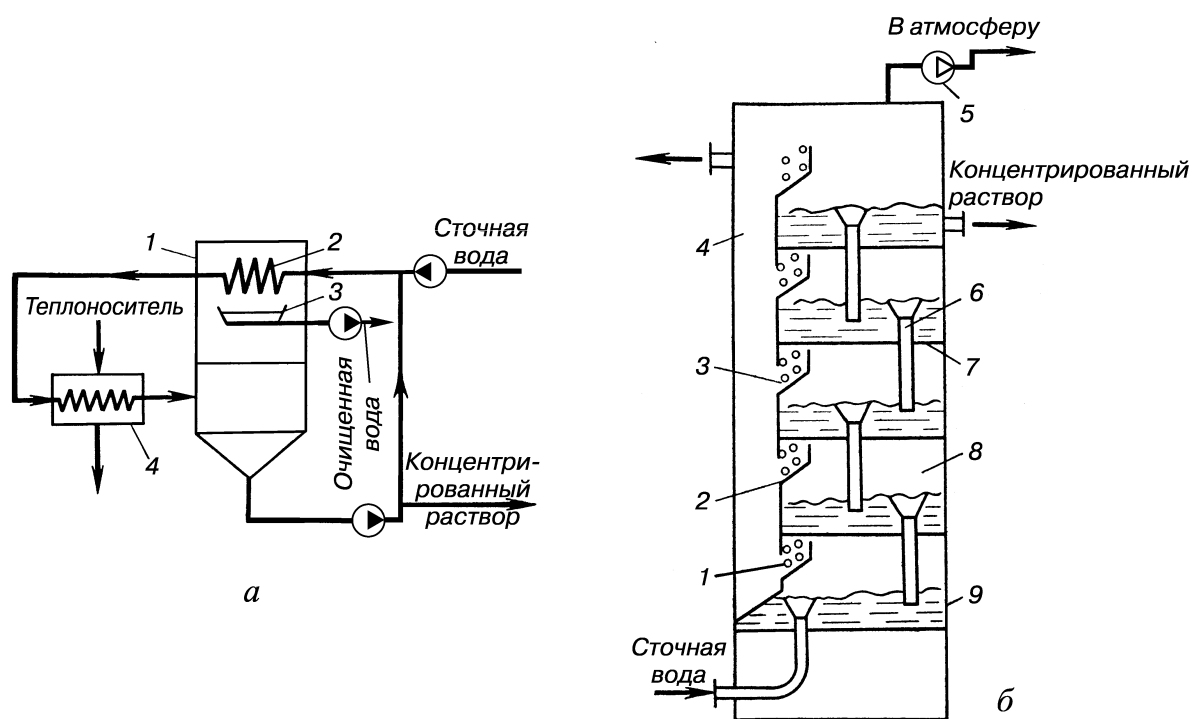 В атмосферу
5
Концентрированный
раствор
4
6
7
3
8
2
1
9
Сточная
вода
б
1
2
Сточная
вода
3
Теплоноситель
Очищенная
вода
4
Концентри-
рованный
раствор
а